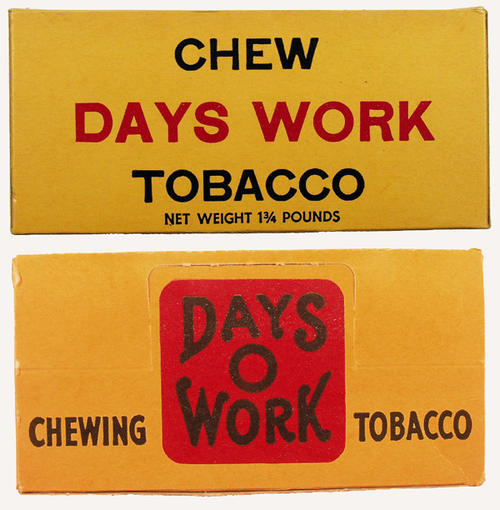 CHEW
DAYS WORK
TOBACCO
NET WEIGHT 1¾ POUNDS
DAYS
O
WORK
CHEWING TOBACCO